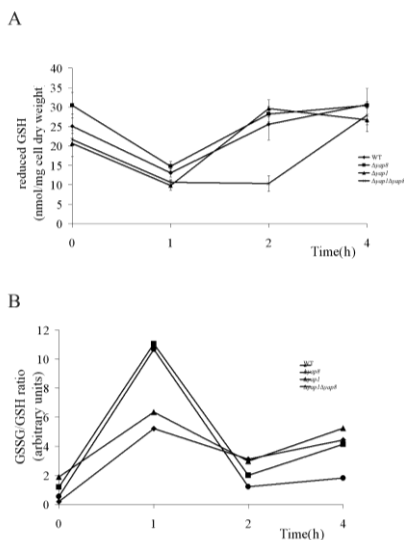 A
reduced GSH
(nmol/mg cell dry weight)
40
35
30
25
20
15
10
5
0
0 1 2 4
Time(h)
WT
Δyap8
Δyap1
Δyap1Δyap8
B
GSSG/GSH ratio
(arbitrary units)
12
10
8
6
4
2
0
0 1 2 4
Time(h)
WT
Δyap8
Δyap1
Δyap1Δyap8